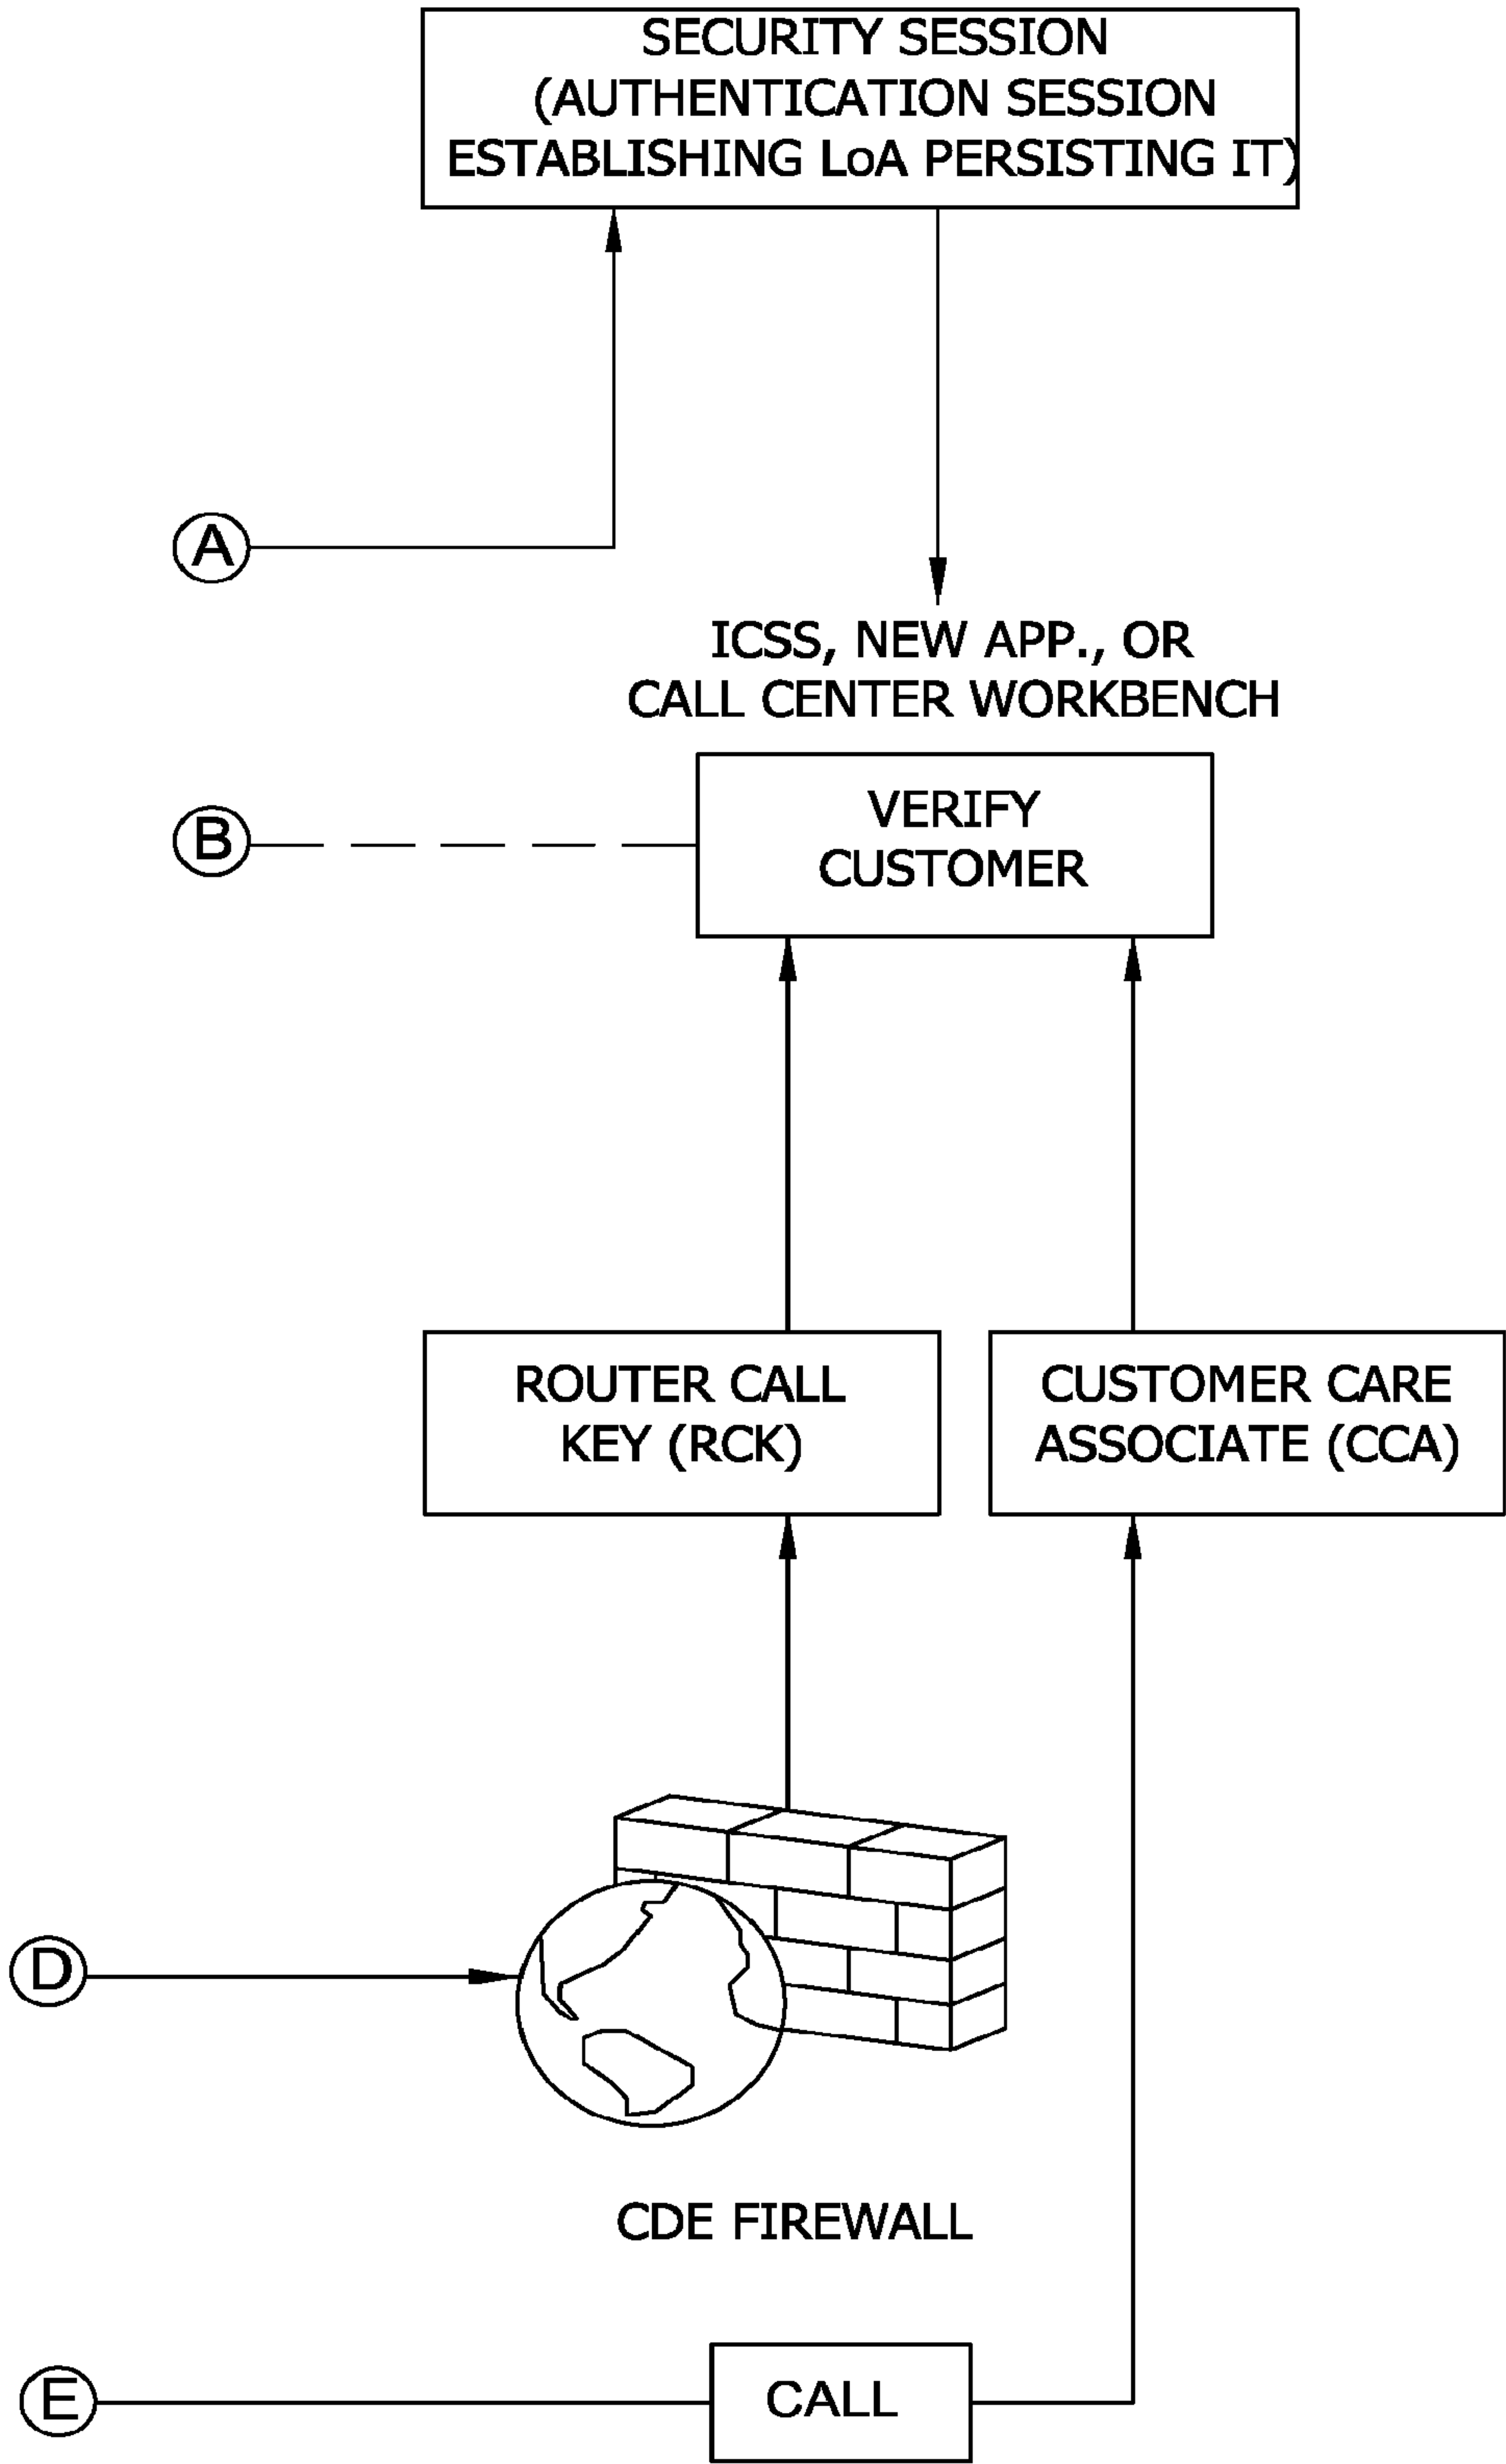 SECURITY SESSION
(AUTHENTICATION SESSION
ESTABLISHING LoA PERSISTING IT)
A
ICSS, NEW APP., OR
CALL CENTER WORKBENCH
B
VERIFY
CUSTOMER
ROUTER CALL
KEY (RCK)
CUSTOMER CARE
ASSOCIATE (CCA)
D
CDE FIREWALL
E
CALL